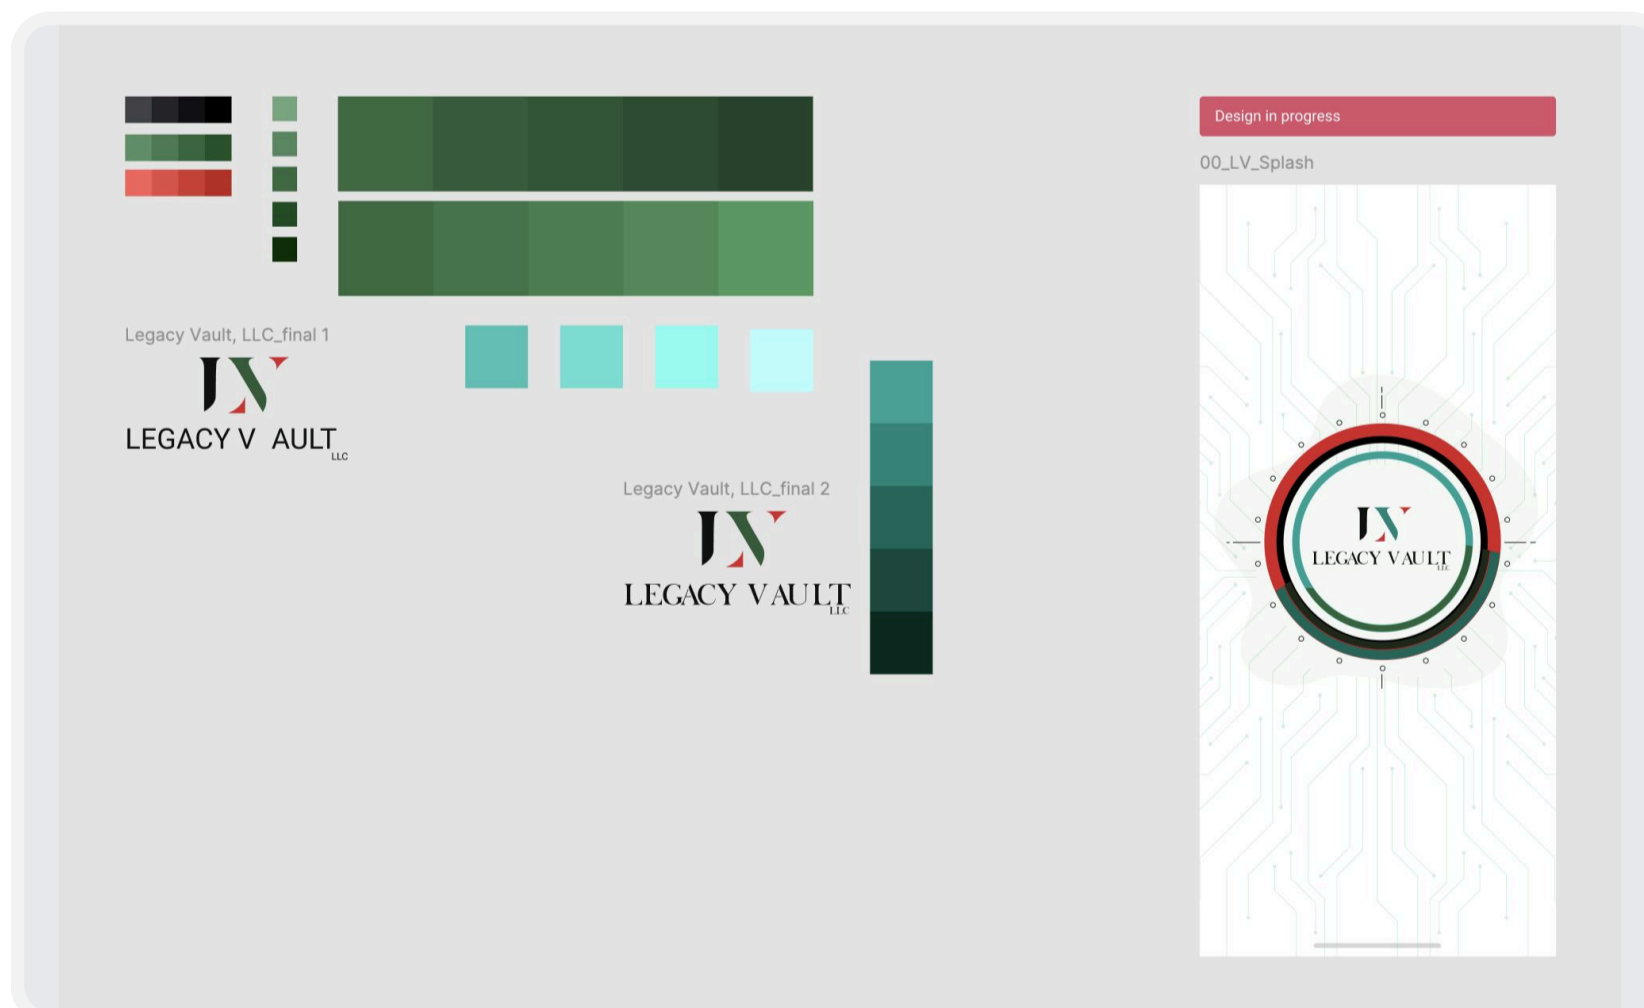 Design in progress
00_LV_Splash
Legacy Vault, LLC_final 1
LV
LEGACY V AULT
LLC
Legacy Vault, LLC_final 2
LV
LEGACY VAULT
LLC
LV
LEGACY VAULT
LLC